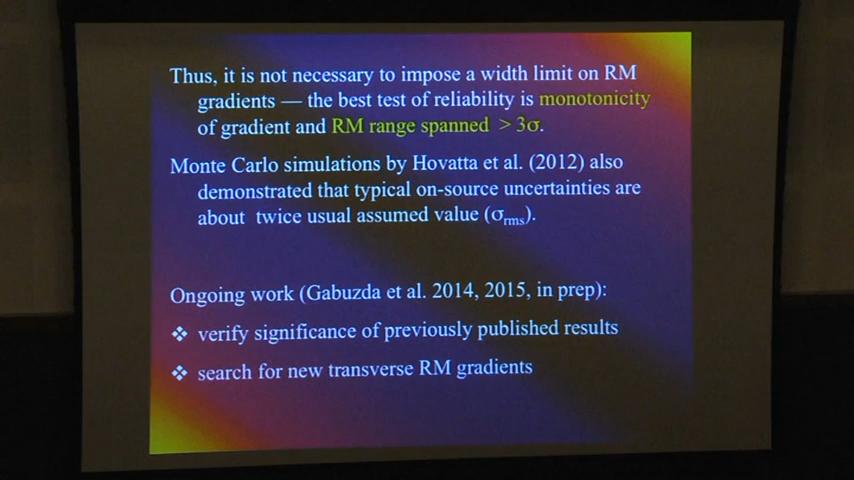 Thus, it is not necessary to impose a width limit on RM
gradients — the best test of reliability is monotonicity
of gradient and RM range spanned > 3σ.
Monte Carlo simulations by Hovatta et al. (2012) also
demonstrated that typical on-source uncertainties are
about twice usual assumed value (σrms).
Ongoing work (Gabuzda et al. 2014, 2015, in prep):
❖ verify significance of previously published results
❖ search for new transverse RM gradients